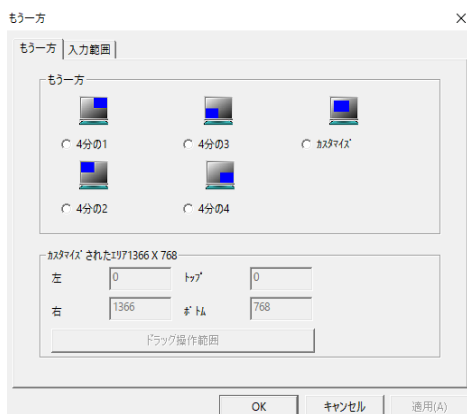 もう一方
もう一方 入力範囲
もう一方
4分の1 4分の3 ｶｽﾀﾏｲｽﾞ
4分の2 4分の4
ｶｽﾀﾏｲｽﾞされたｴﾘｱ1366 X 768
左 0 ﾄｯﾌﾟ 0
右 1366 ﾎﾞﾄﾑ 768
ドラッグ操作範囲
OK キャンセル 適用(A)